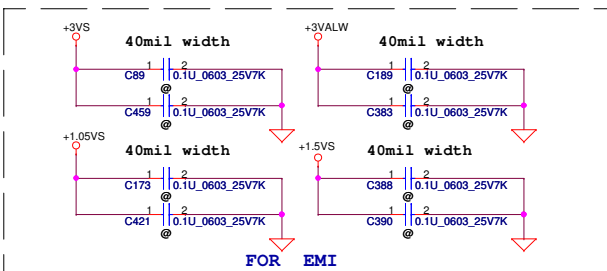 +3VS
40mil width
1 2
C89 0.1U_0603_25V7K
@
1 2
C459 0.1U_0603_25V7K
@
+3VALW
40mil width
1 2
C189 0.1U_0603_25V7K
@
1 2
C383 0.1U_0603_25V7K
@
+1.05VS
40mil width
1 2
C173 0.1U_0603_25V7K
@
1 2
C421 0.1U_0603_25V7K
@
+1.5VS
40mil width
1 2
C388 0.1U_0603_25V7K
@
1 2
C390 0.1U_0603_25V7K
@
FOR EMI